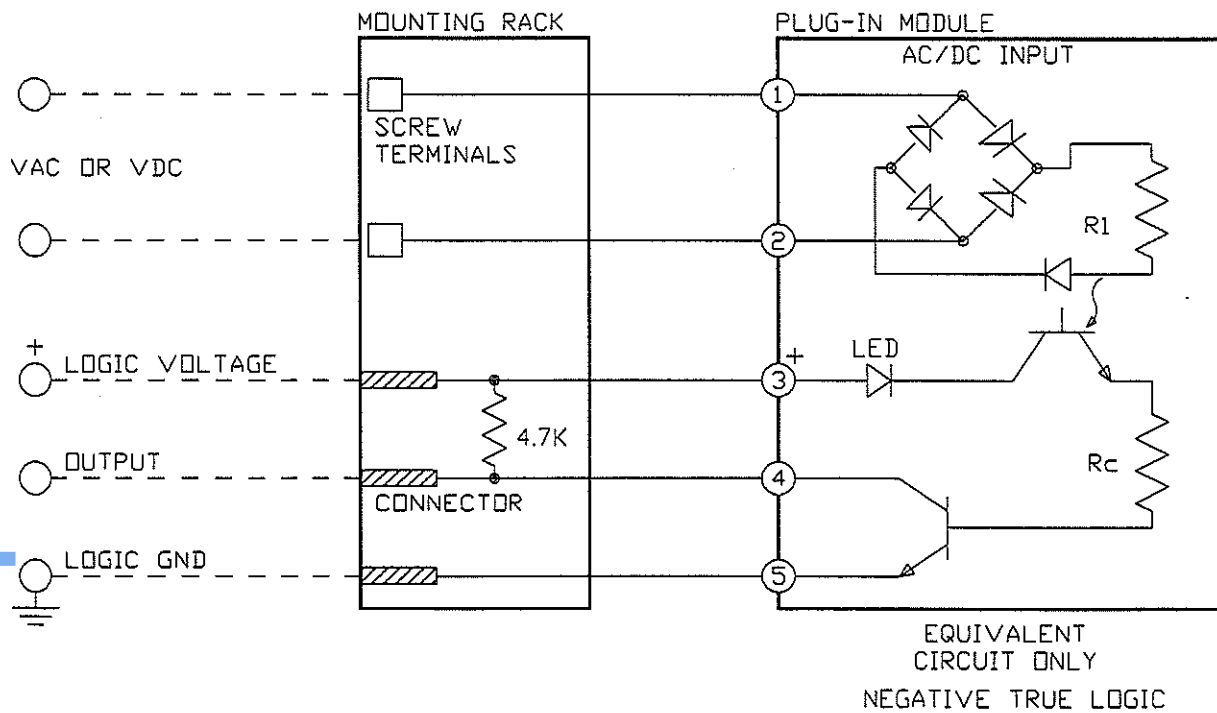 MOUNTING RACK
PLUG-IN MODULE
AC/DC INPUT
1
SCREW
TERMINALS
VAC OR VDC
2
R1
+
LOGIC VOLTAGE
+
3
LED
4.7K
OUTPUT
4
Rc
CONNECTOR
LOGIC GND
5
EQUIVALENT
CIRCUIT ONLY
NEGATIVE TRUE LOGIC